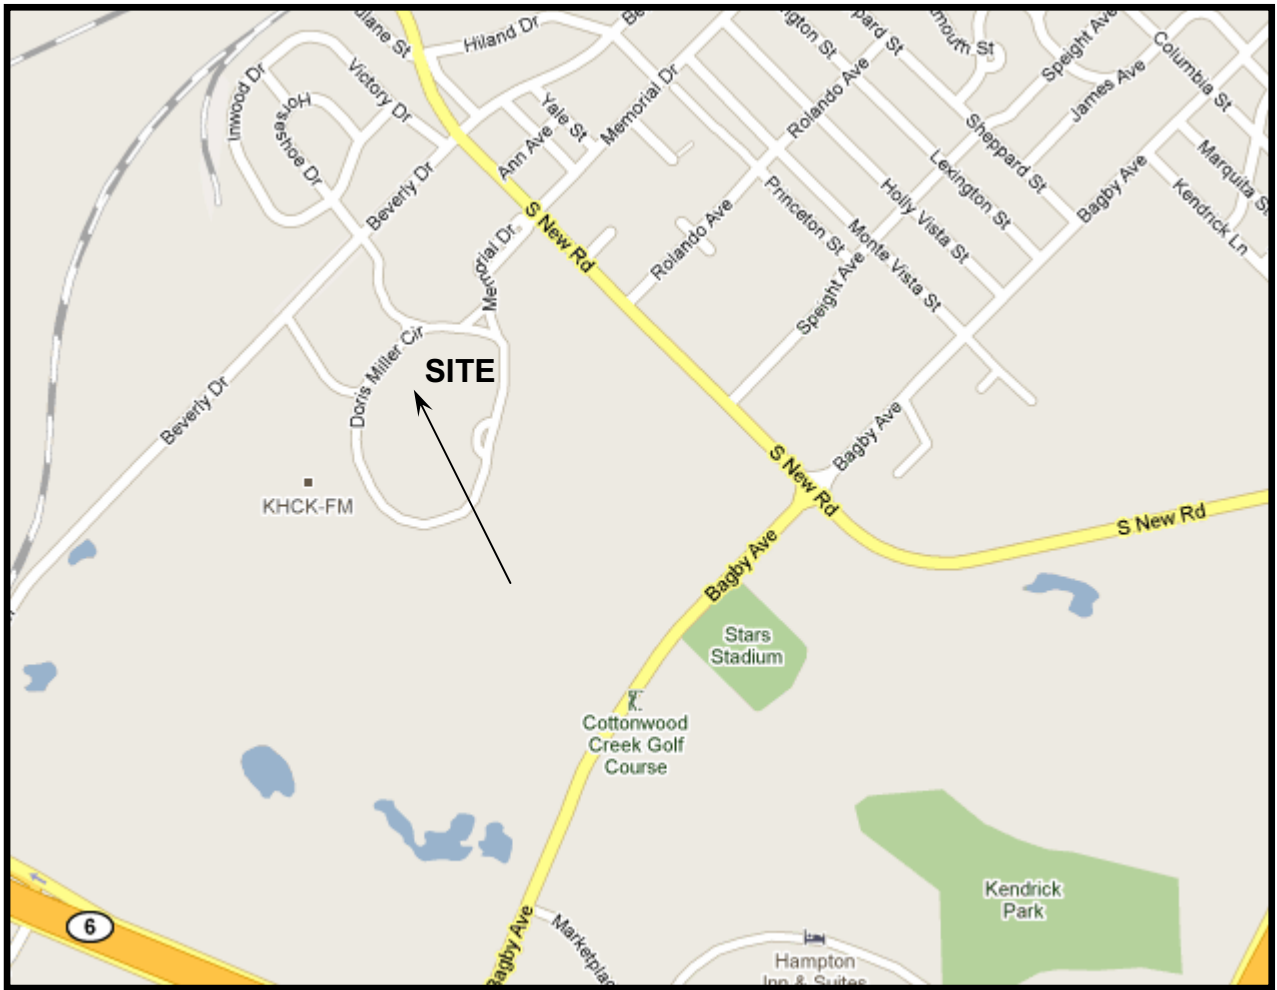 Hiland Dr
Inwood Dr
Victory Dr
Horseshoe Dr
Beverly Dr
Yale St
Ann Ave
Memorial Dr
Rolando Ave
Speight Ave
James Ave
Columbia St
Sheppard St
Lexington St
Bagby Ave
Marquita St
Kendrick Ln
Princeton St
Holly Vista St
Monte Vista St
Rolando Ave
Speight Ave
S New Rd
Memorial Dr
Doris Miller Cir
SITE
Beverly Dr
KHCK-FM
S New Rd
Bagby Ave
S New Rd
Bagby Ave
Stars
Stadium
Cottonwood
Creek Golf
Course
Kendrick
Park
6
Bagby Ave
Hampton
Inn & Suites